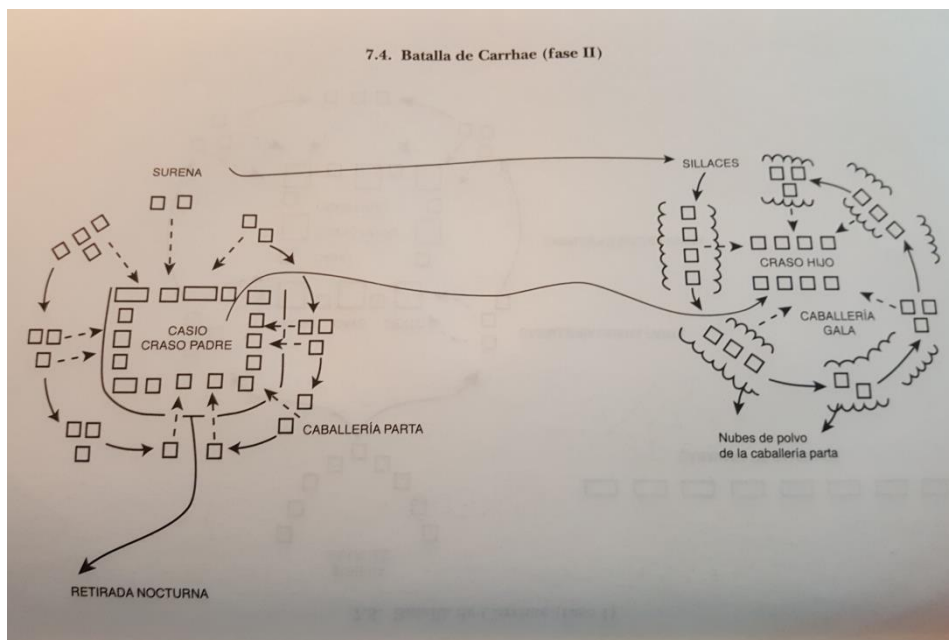 7.4. Batalla de Carrhae (fase II)
SURENA
SILLACES
CRASO HIJO
CASIO
CRASO PADRE
CABALLERÍA
GALA
CABALLERÍA PARTA
Nubes de polvo
de la caballería parta
RETIRADA NOCTURNA